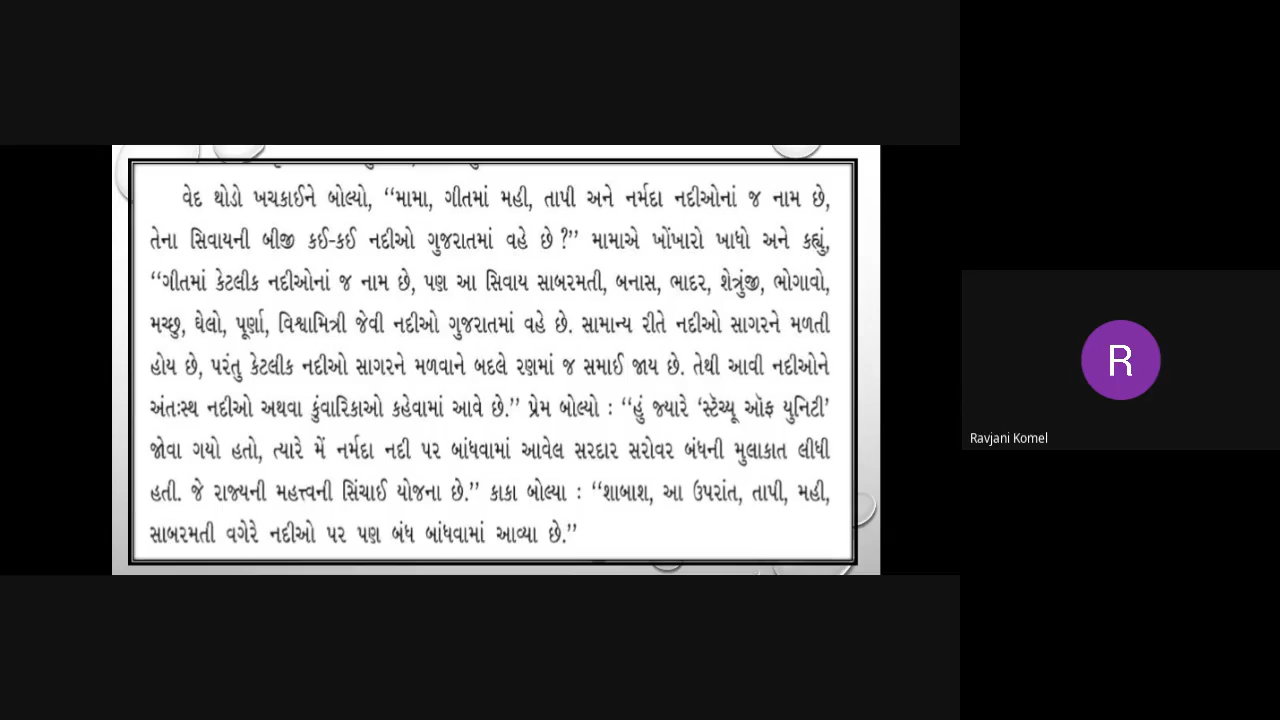 વેદ થોડો ખચકાઈને બોલ્યો, “મામા, ગીતમાં મહી, તાપી અને નર્મદા નદીઓનાં જ નામ છે,
તેના સિવાયની બીજી કઈ-કઈ નદીઓ ગુજરાતમાં વહે છે ?” મામાએ ખોંખારો ખાધો અને કહ્યું,
“ગીતમાં કેટલીક નદીઓનાં જ નામ છે, પણ આ સિવાય સાબરમતી, બનાસ, ભાદર, શેત્રુંજી, ભોગાવો,
મચ્છુ, ઘેલો, પૂર્ણા, વિશ્વામિત્રી જેવી નદીઓ ગુજરાતમાં વહે છે. સામાન્ય રીતે નદીઓ સાગરને મળતી
હોય છે, પરંતુ કેટલીક નદીઓ સાગરને મળવાને બદલે રણમાં જ સમાઈ જાય છે. તેથી આવી નદીઓને
અંતઃસ્થ નદીઓ અથવા કુંવારિકાઓ કહેવામાં આવે છે.” પ્રેમ બોલ્યો : “હું જ્યારે ‘સ્ટેચ્યૂ ઑફ યુનિટી’
જોવા ગયો હતો, ત્યારે મેં નર્મદા નદી પર બાંધવામાં આવેલ સરદાર સરોવર બંધની મુલાકાત લીધી
હતી. જે રાજ્યની મહત્ત્વની સિંચાઈ યોજના છે.” કાકા બોલ્યા : “શાબાશ, આ ઉપરાંત, તાપી, મહી,
સાબરમતી વગેરે નદીઓ પર પણ બંધ બાંધવામાં આવ્યા છે.”
R
Ravjani Komel